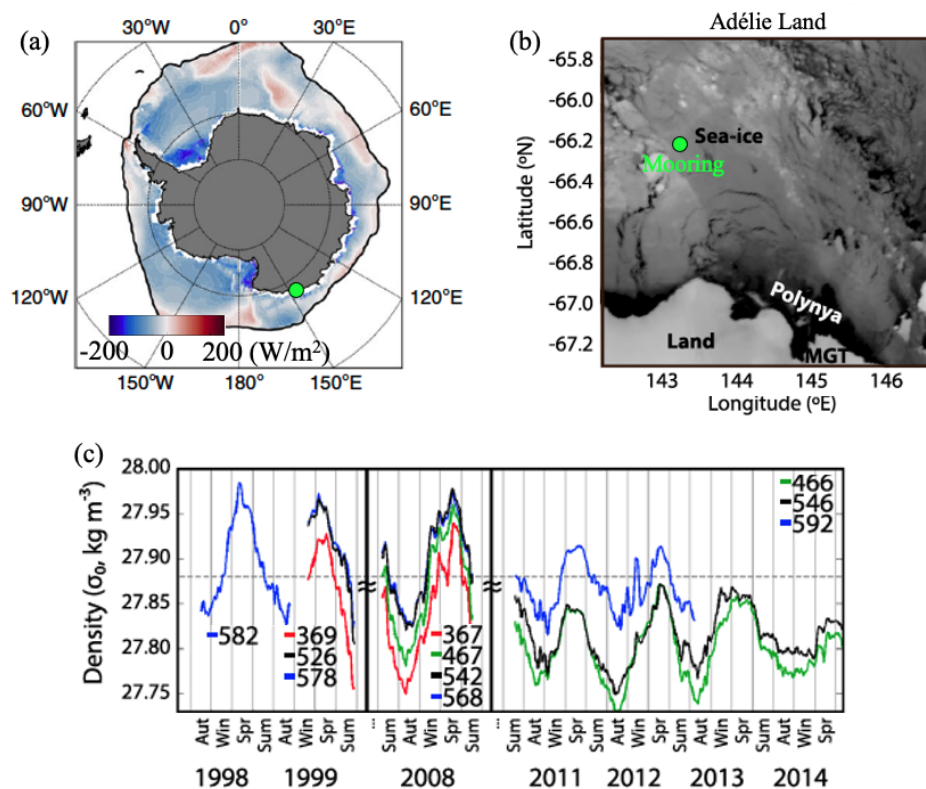 (a)
30°W
0°
30°E
60°W
60°E
90°W
90°E
120°W
120°E
-200
0
200 (W/m²)
150°W
180°
150°E
(b)
Adélie Land
Latitude (ºN)
-65.8
-66.0
-66.2
-66.4
-66.6
-66.8
-67.0
-67.2
Sea-ice
Mooring
Polynya
Land
MGT
143
144
145
146
Longitude (ºE)
(c)
Density (σ₀, kg m⁻³)
28.00
27.95
27.90
27.85
27.80
27.75
582
369
526
578
367
467
542
568
466
546
592
≈
≈
Aut
Win
Spr
Sum
Aut
Win
Spr
Sum
...
Sum
Aut
Win
Spr
Sum
...
Sum
Aut
Win
Spr
Sum
Aut
Win
Spr
Sum
Aut
Win
Spr
Sum
Aut
Win
Spr
1998
1999
2008
2011
2012
2013
2014